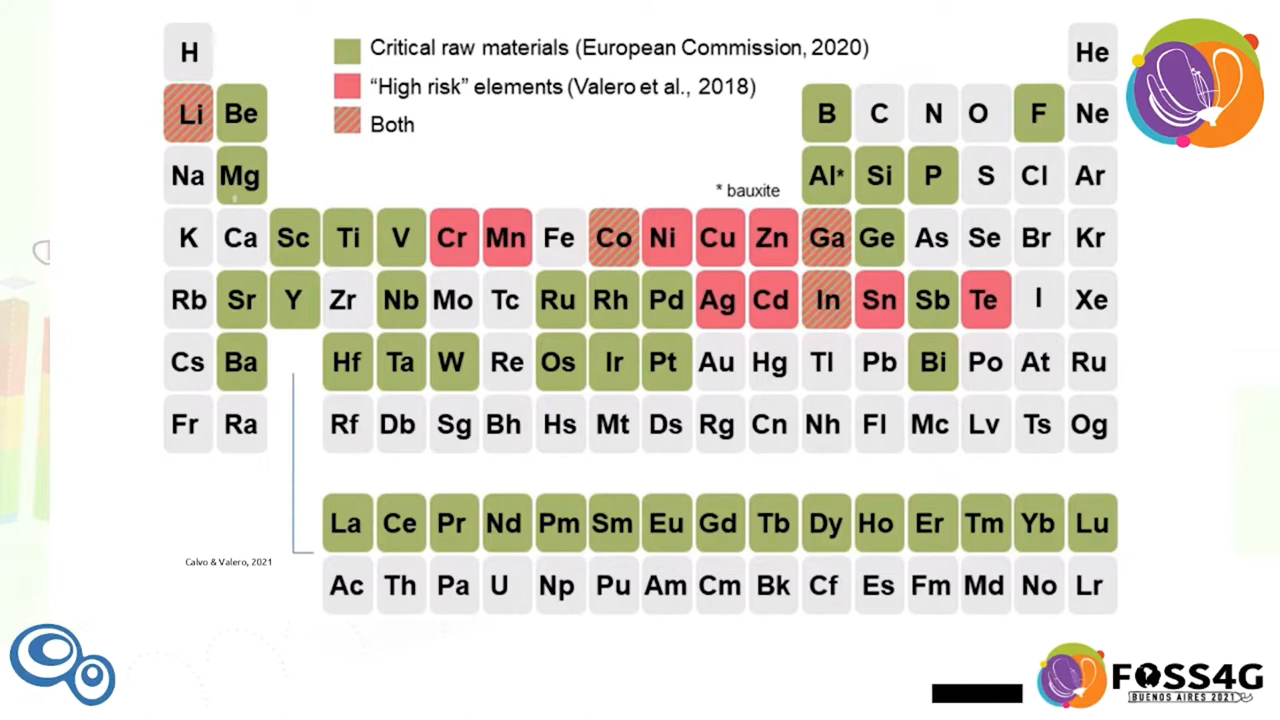 H He
Critical raw materials (European Commission, 2020)
“High risk” elements (Valero et al., 2018)
Both
Li Be B C N O F Ne
Na Mg Al* Si P S Cl Ar
* bauxite
K Ca Sc Ti V Cr Mn Fe Co Ni Cu Zn Ga Ge As Se Br Kr
Rb Sr Y Zr Nb Mo Tc Ru Rh Pd Ag Cd In Sn Sb Te I Xe
Cs Ba Hf Ta W Re Os Ir Pt Au Hg Tl Pb Bi Po At Ru
Fr Ra Rf Db Sg Bh Hs Mt Ds Rg Cn Nh Fl Mc Lv Ts Og
La Ce Pr Nd Pm Sm Eu Gd Tb Dy Ho Er Tm Yb Lu
Ac Th Pa U Np Pu Am Cm Bk Cf Es Fm Md No Lr
Calvo & Valero, 2021
FOSS4G
BUENOS AIRES 2021